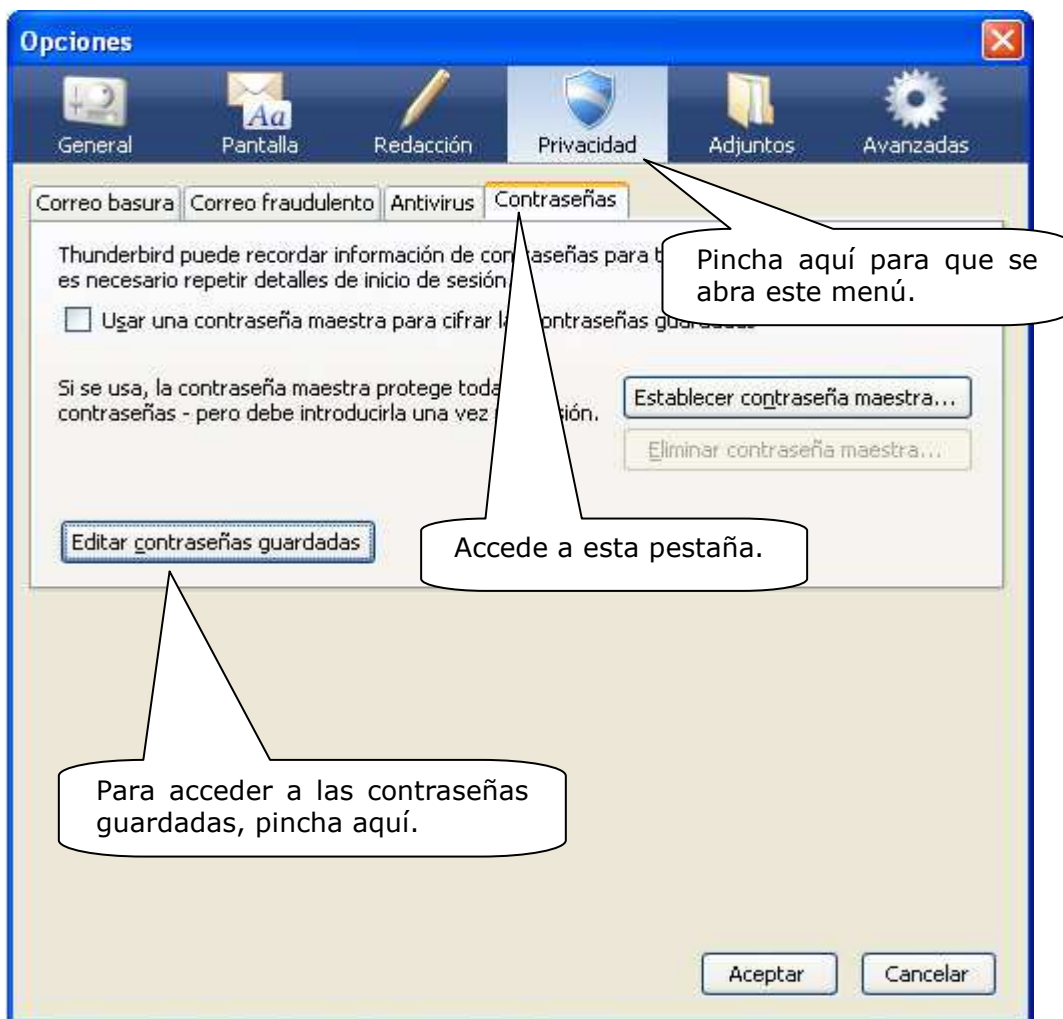 Opciones
General Pantalla Redacción Privacidad Adjuntos Avanzadas
Correo basura Correo fraudulento Antivirus Contraseñas
Thunderbird puede recordar información de contraseñas para
es necesario repetir detalles de inicio de sesión
Pincha aquí para que se
abra este menú.
Usar una contraseña maestra para cifrar contraseñas
Si se usa, la contraseña maestra protege
contraseñas - pero debe introducirla una vez
Establecer contraseña maestra...
Eliminar contraseña maestra...
Editar contraseñas guardadas
Accede a esta pestaña.
Para acceder a las contraseñas
guardadas, pincha aquí.
Aceptar Cancelar